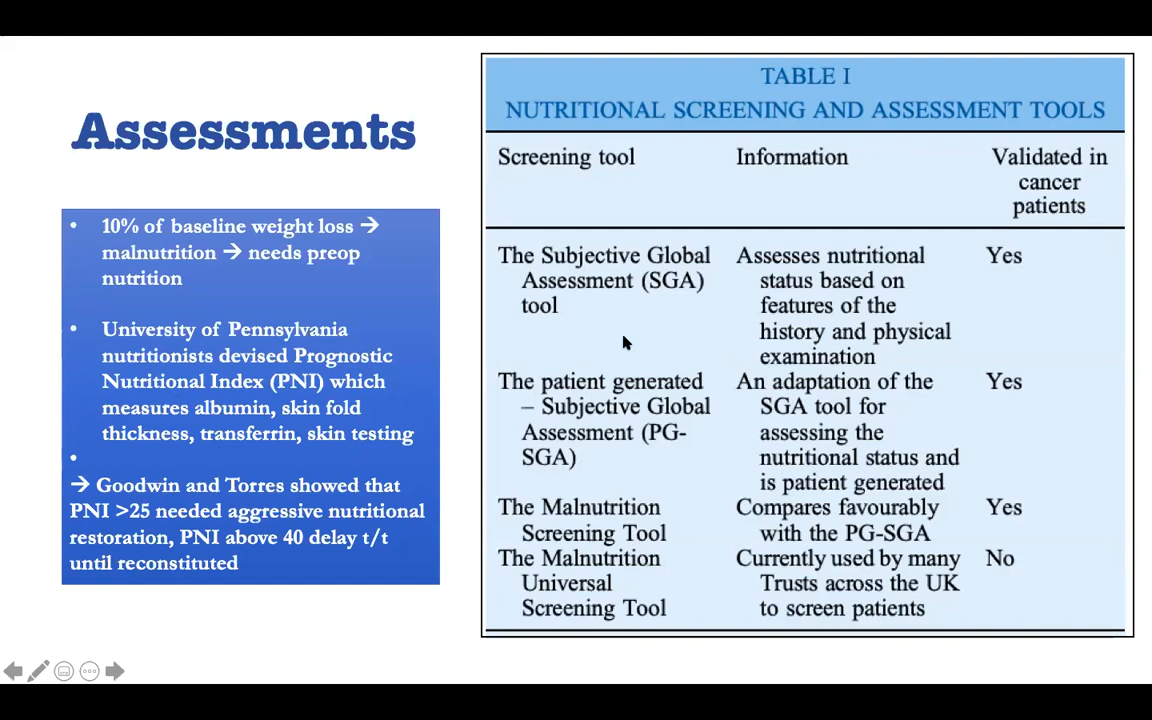 Assessments
• 10% of baseline weight loss →
malnutrition → needs preop
nutrition
• University of Pennsylvania
nutritionists devised Prognostic
Nutritional Index (PNI) which
measures albumin, skin fold
thickness, transferrin, skin testing
•
→ Goodwin and Torres showed that
PNI >25 needed aggressive nutritional
restoration, PNI above 40 delay t/t
until reconstituted
TABLE I
NUTRITIONAL SCREENING AND ASSESSMENT TOOLS
Screening tool Information Validated in
cancer
patients
The Subjective Global Assesses nutritional Yes
Assessment (SGA) status based on
tool features of the
history and physical
examination
The patient generated An adaptation of the Yes
– Subjective Global SGA tool for
Assessment (PG- assessing the
SGA) nutritional status and
is patient generated
The Malnutrition Compares favourably Yes
Screening Tool with the PG-SGA
The Malnutrition Currently used by many No
Universal Trusts across the UK
Screening Tool to screen patients